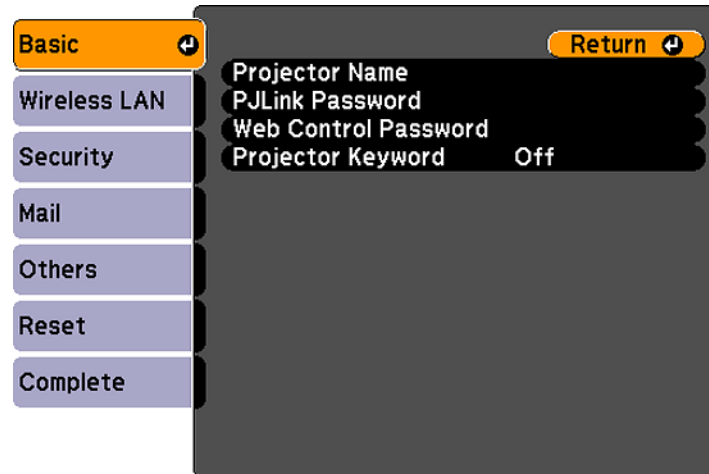 Basic
Wireless LAN
Security
Mail
Others
Reset
Complete
Return
Projector Name
PJLink Password
Web Control Password
Projector Keyword Off